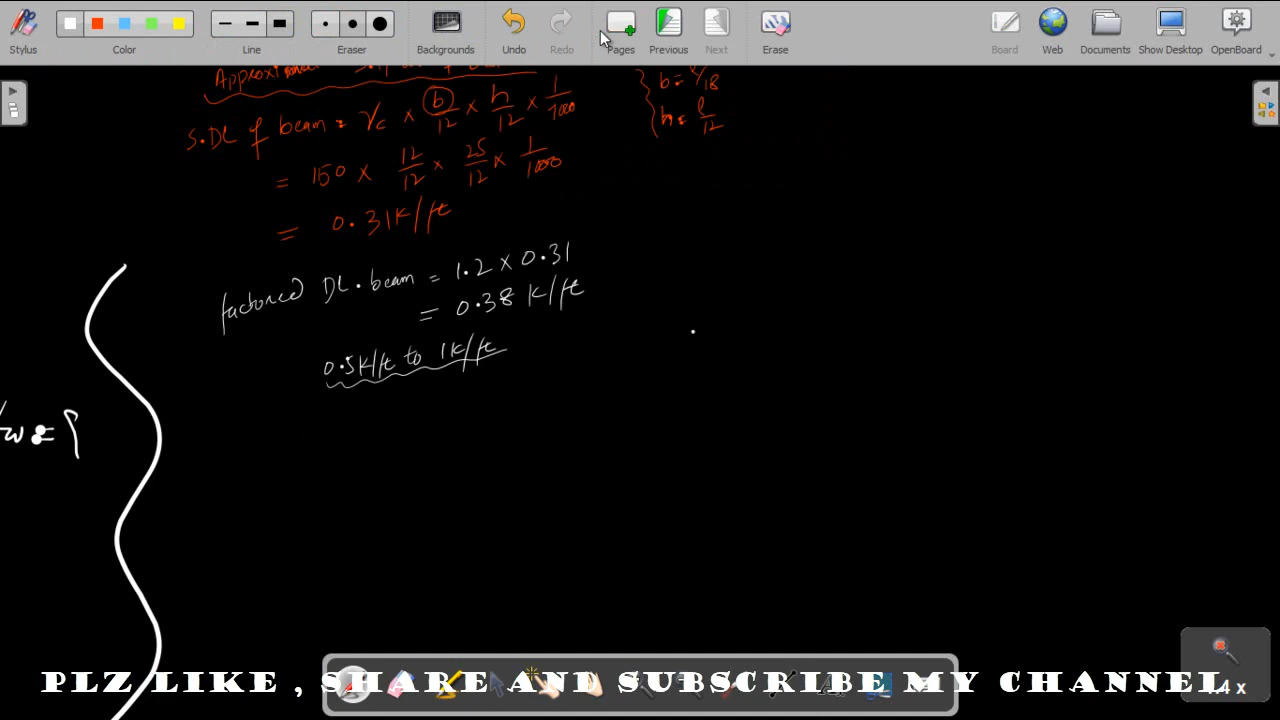 Stylus Color Line Eraser Backgrounds Undo Redo Pages Previous Next Erase Board Web Documents Show Desktop OpenBoard
b = l/18
h = l/12
S.DL of beam = γc × b/12 × h/12 × 1/1000
= 150 × 12/12 × 25/12 × 1/1000
= 0.31K/ft
factored DL.beam = 1.2 × 0.31
= 0.38 K/ft
0.5K/ft to 1K/ft
PLZ LIKE , SHARE AND SUBSCRIBE MY CHANNEL